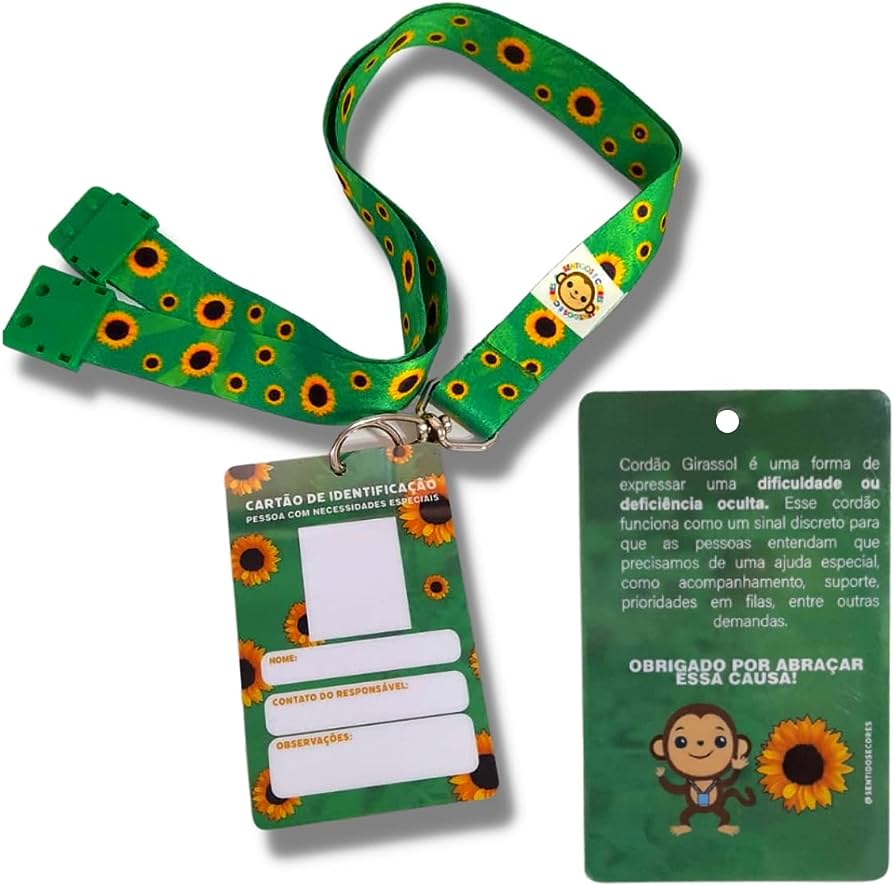 SENTIDOS E CORES
CARTÃO DE IDENTIFICAÇÃO
PESSOA COM NECESSIDADES ESPECIAIS
NOME:
CONTATO DO RESPONSÁVEL:
OBSERVAÇÕES:
Cordão Girassol é uma forma de
expressar uma dificuldade ou
deficiência oculta. Esse cordão
funciona como um sinal discreto para
que as pessoas entendam que
precisamos de uma ajuda especial,
como acompanhamento, suporte,
prioridades em filas, entre outras
demandas.
OBRIGADO POR ABRAÇAR
ESSA CAUSA!
@SENTIDOSECORES